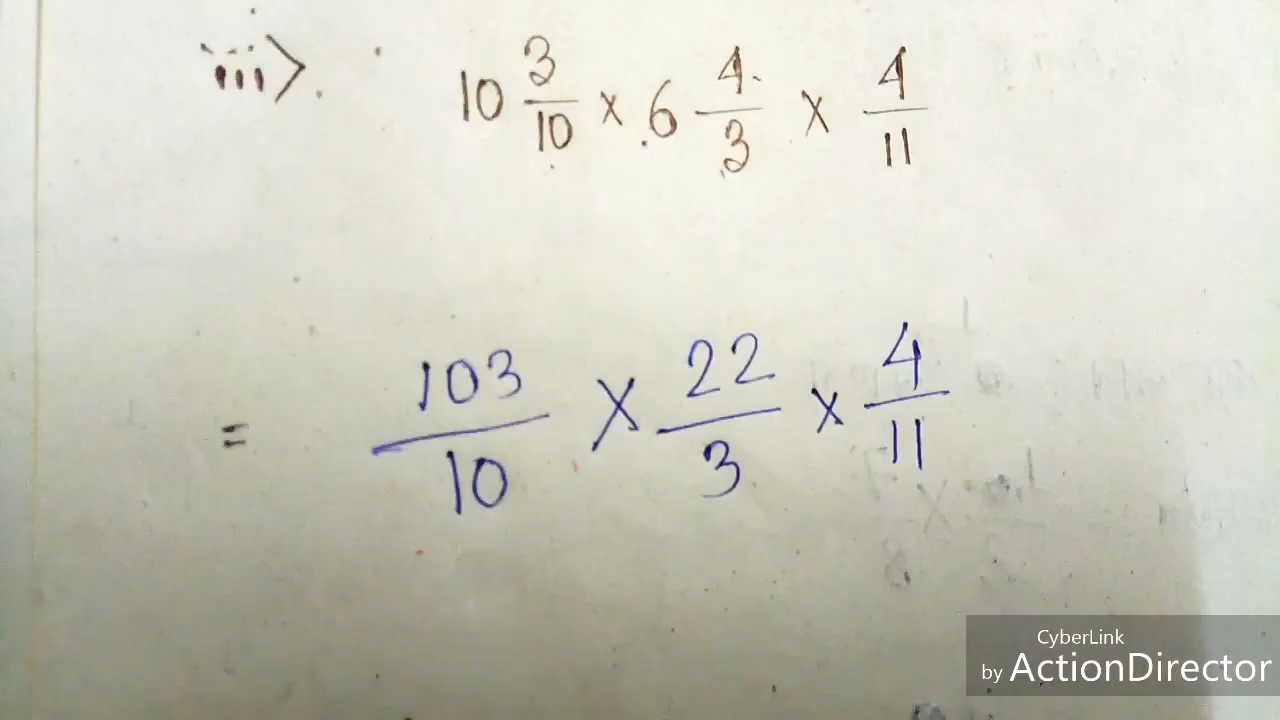 iii> 10 3/10 x 6 4/3 x 4/11
= 103/10 x 22/3 x 4/11
CyberLink
by ActionDirector